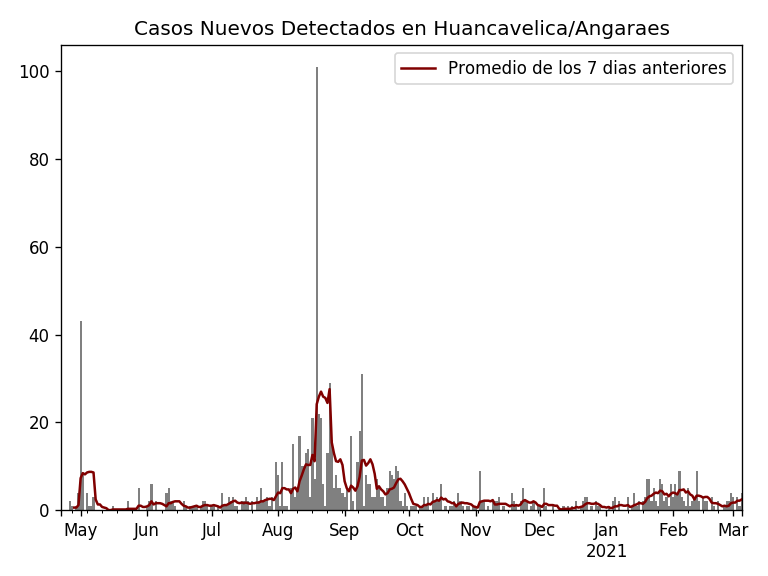 Casos Nuevos Detectados en Huancavelica/Angaraes
Promedio de los 7 dias anteriores
100
80
60
40
20
0
May Jun Jul Aug Sep Oct Nov Dec Jan Feb Mar
2021